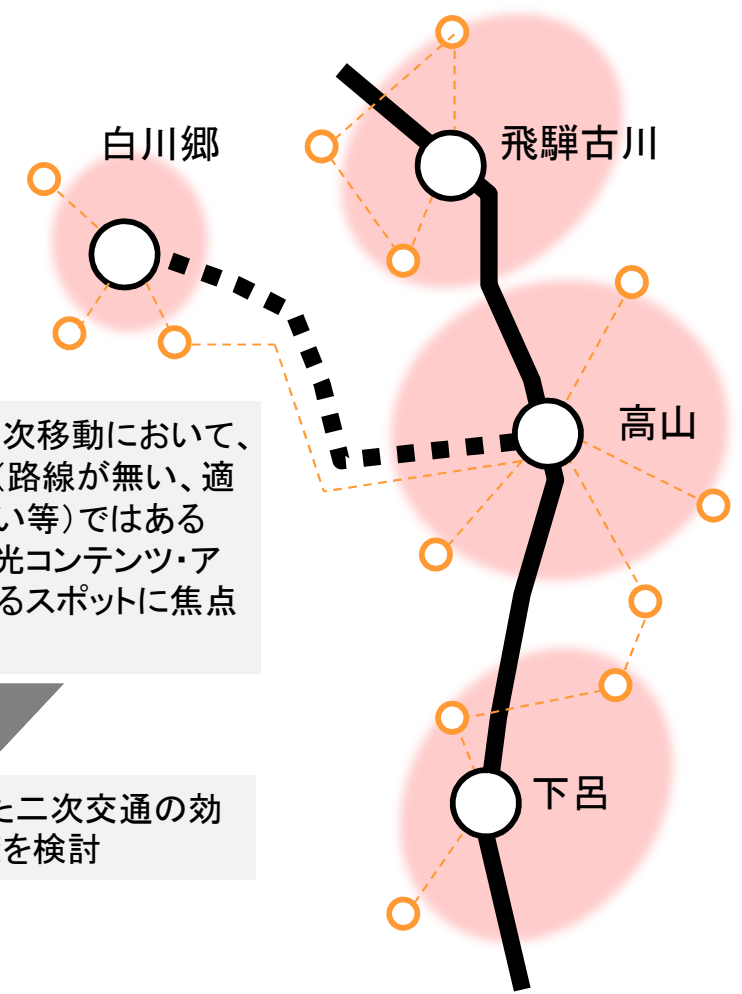 飛騨古川
白川郷
高山
次移動において、
（路線が無い、適
い等）ではある
光コンテンツ・ア
るスポットに焦点
下呂
た二次交通の効
を検討